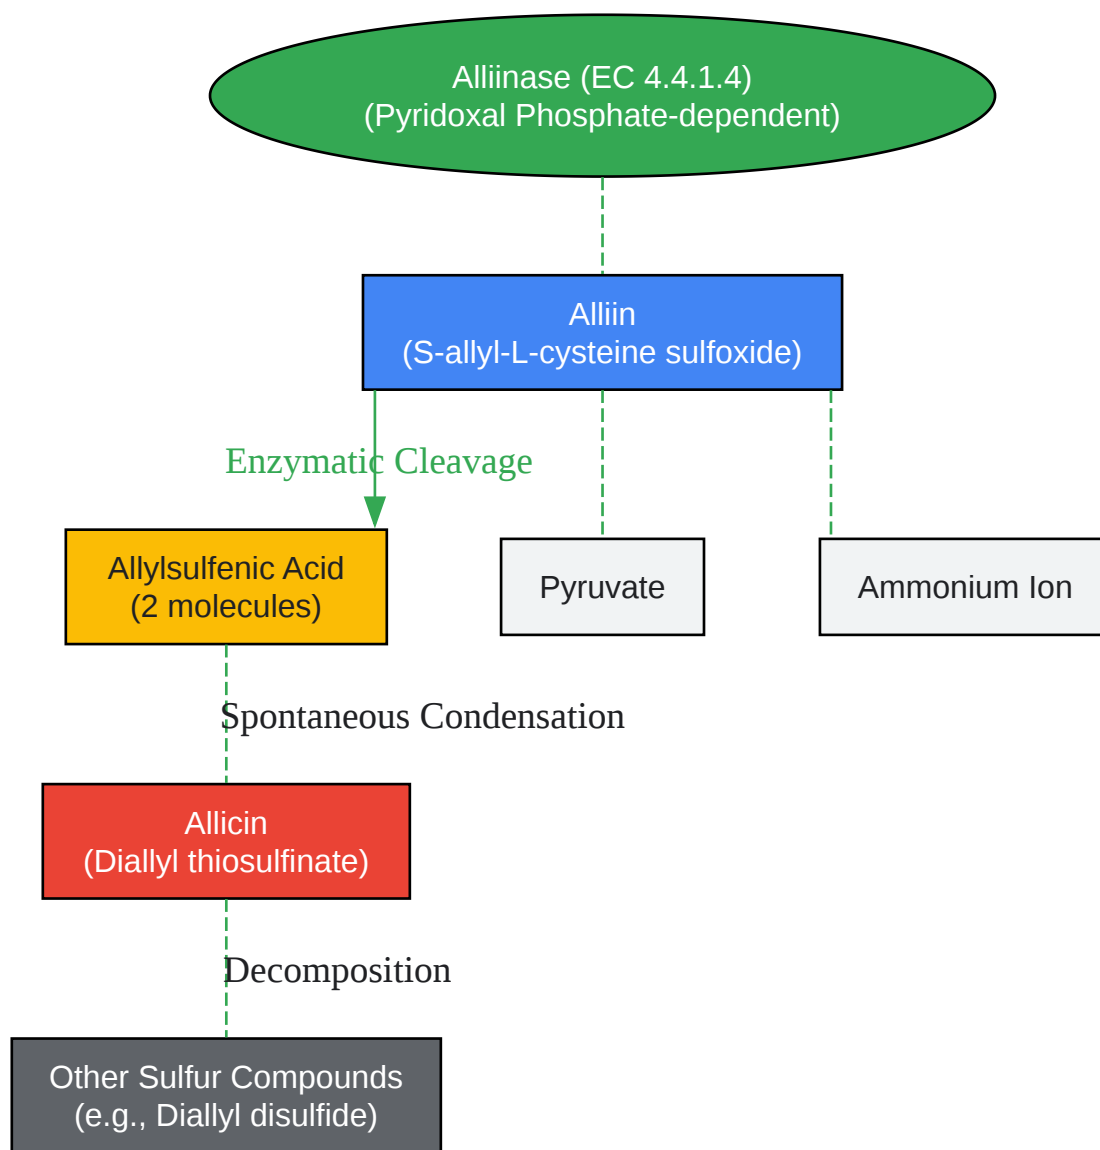 Alliinase (EC 4.4.1.4)
(Pyridoxal Phosphate-dependent)
Alliin
(S-allyl-L-cysteine sulfoxide)
Enzymatic Cleavage
Allylsulfenic Acid
(2 molecules)
Pyruvate
Ammonium Ion
Spontaneous Condensation
Allicin
(Diallyl thiosulfinate)
Decomposition
Other Sulfur Compounds
(e.g., Diallyl disulfide)